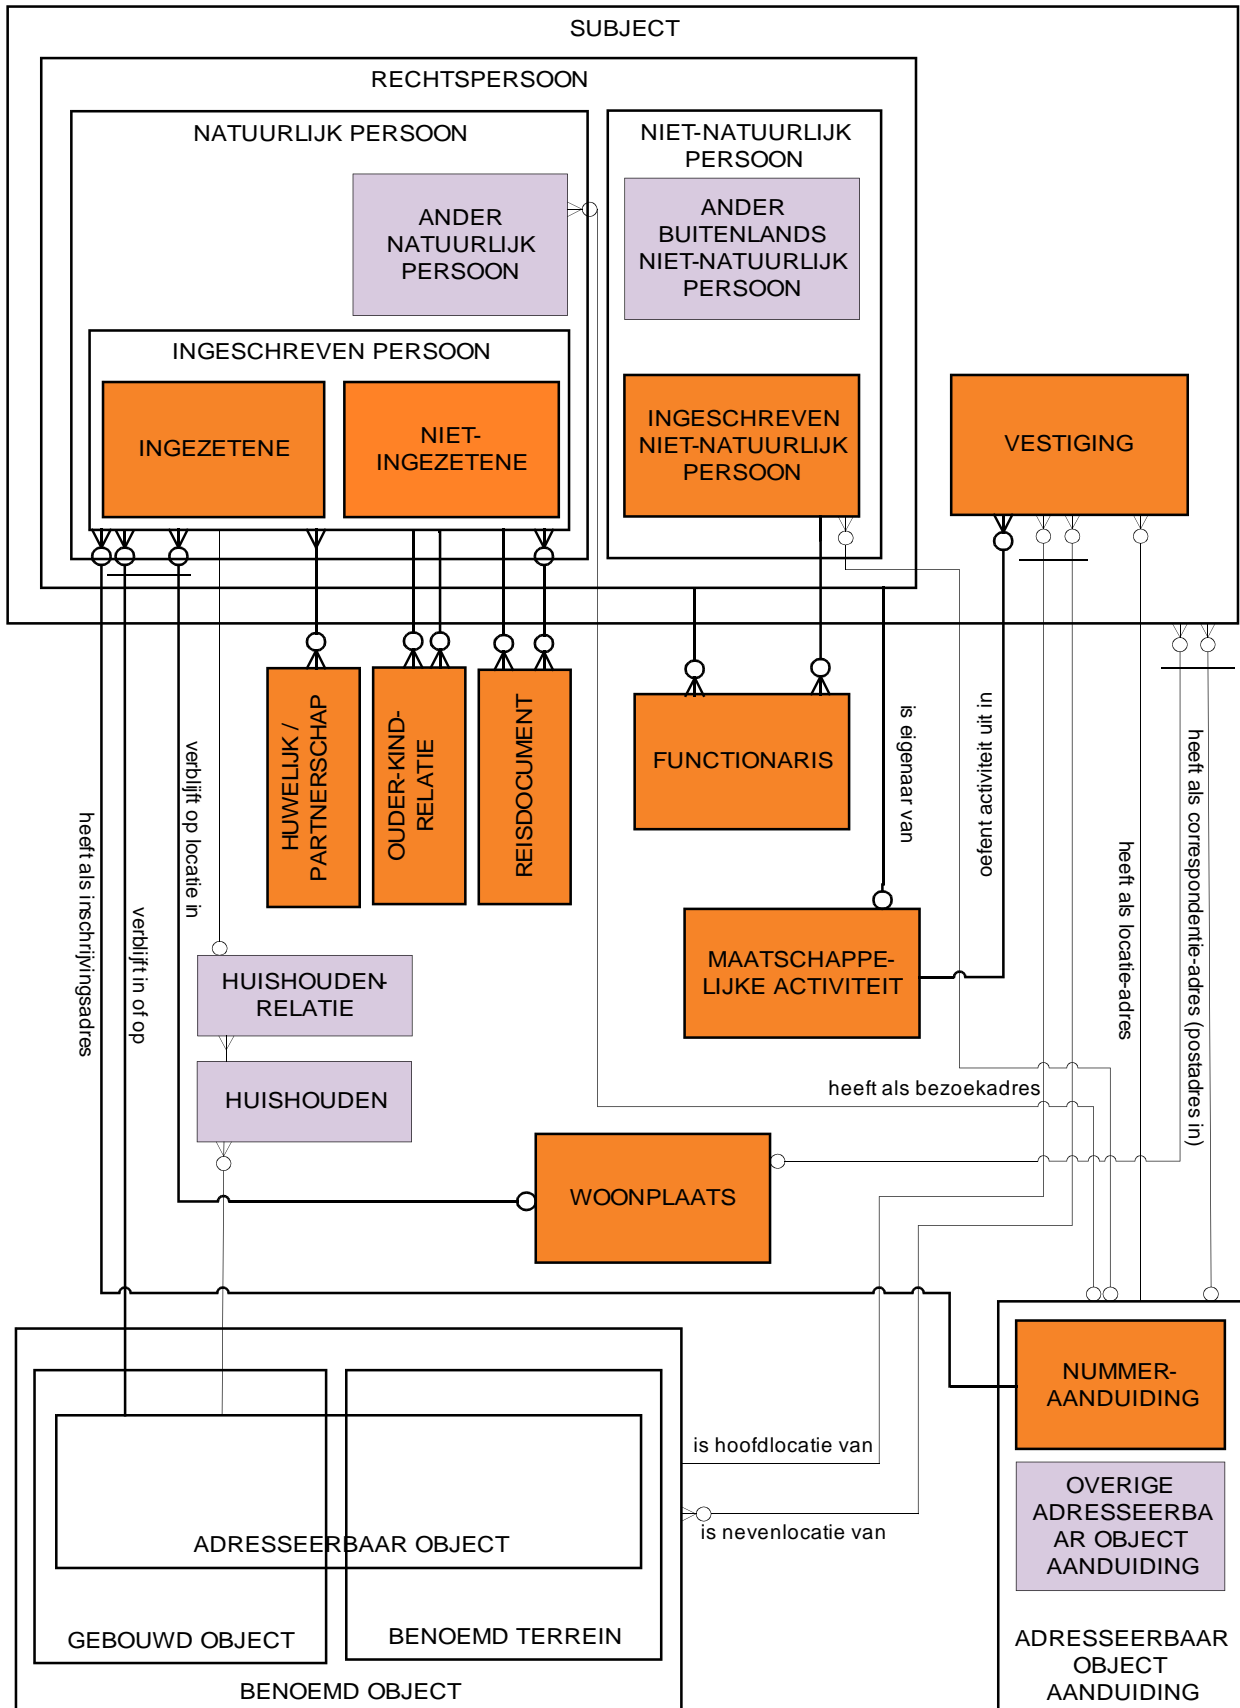 SUBJECT
RECHTSPERSOON
NATUURLIJK PERSOON
NIET-NATUURLIJK
PERSOON
ANDER
NATUURLIJK
PERSOON
ANDER
BUITENLANDS
NIET-NATUURLIJK
PERSOON
INGESCHREVEN PERSOON
INGEZETENE
NIET-
INGEZETENE
INGESCHREVEN
NIET-NATUURLIJK
PERSOON
VESTIGING
HUWELIJK /
PARTNERSCHAP
OUDER-KIND-
RELATIE
REISDOCUMENT
FUNCTIONARIS
is eigenaar van
oefent activiteit uit in
heeft als locatie-adres
heeft als correspondentie-adres (postadres in)
heeft als inschrijvingsadres
verblijft in of op
verblijft op locatie in
MAATSCHAPPE-
LIJKE ACTIVITEIT
HUISHOUDEN-
RELATIE
HUISHOUDEN
heeft als bezoekadres
WOONPLAATS
NUMMER-
AANDUIDING
is hoofdlocatie van
is nevenlocatie van
OVERIGE
ADRESSEERBA
AR OBJECT
AANDUIDING
ADRESSEERBAAR OBJECT
GEBOUWD OBJECT
BENOEMD TERREIN
BENOEMD OBJECT
ADRESSEERBAAR
OBJECT
AANDUIDING